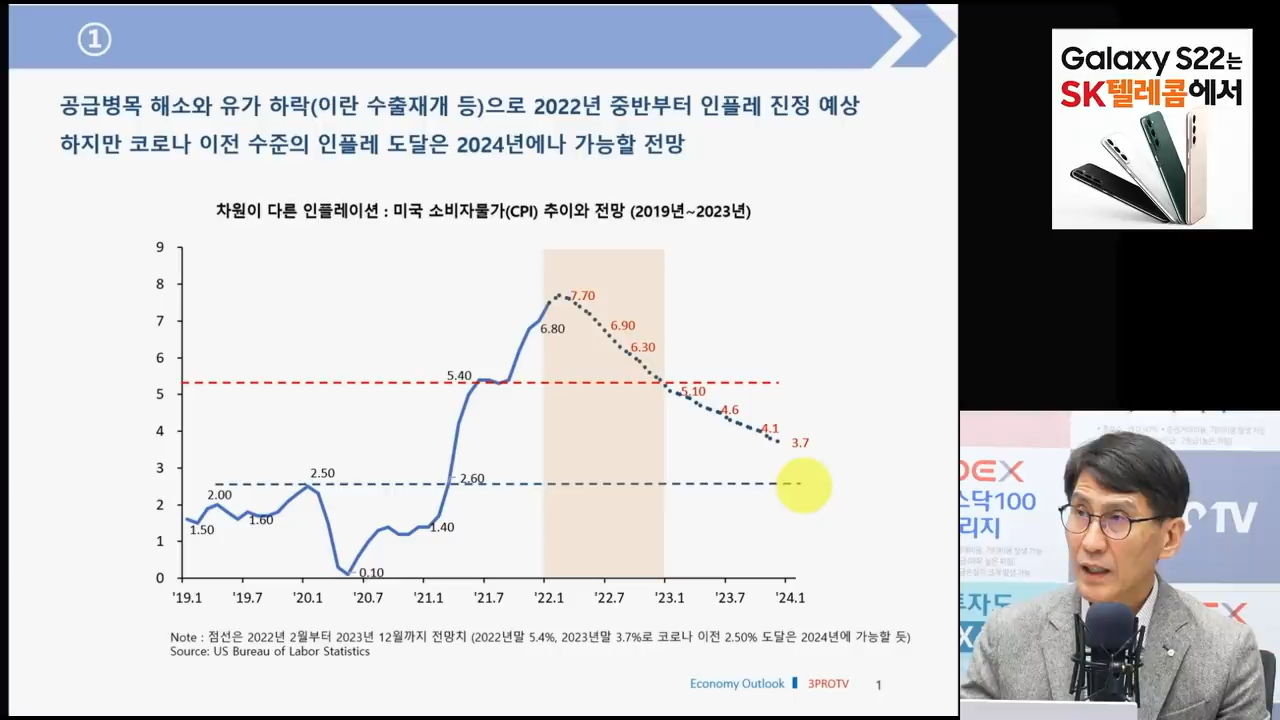 ①
공급병목 해소와 유가 하락(이란 수출재개 등)으로 2022년 중반부터 인플레 진정 예상
하지만 코로나 이전 수준의 인플레 도달은 2024년에나 가능할 전망
차원이 다른 인플레이션 : 미국 소비자물가(CPI) 추이와 전망 (2019년~2023년)
9
8
7
6
5
4
3
2
1
0
1.50
2.00
1.60
2.50
0.10
1.40
2.60
5.40
6.80
7.70
6.90
6.30
5.10
4.6
4.1
3.7
'19.1 '19.7 '20.1 '20.7 '21.1 '21.7 '22.1 '22.7 '23.1 '23.7 '24.1
Note : 점선은 2022년 2월부터 2023년 12월까지 전망치 (2022년말 5.4%, 2023년말 3.7%로 코로나 이전 2.50% 도달은 2024년에 가능할 듯)
Source: US Bureau of Labor Statistics
Economy Outlook 3PROTV 1
Galaxy S22는
SK텔레콤에서
DEX
스닥100
리지
TV
투자도